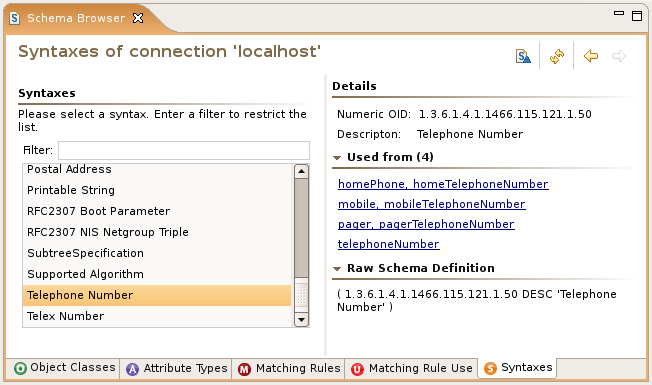 Schema Browser
Syntaxes of connection 'localhost'
Syntaxes
Please select a syntax. Enter a filter to restrict the
list.
Filter:
Postal Address
Printable String
RFC2307 Boot Parameter
RFC2307 NIS Netgroup Triple
SubtreeSpecification
Supported Algorithm
Telephone Number
Telex Number
Details
Numeric OID: 1.3.6.1.4.1.1466.115.121.1.50
Descripton: Telephone Number
Used from (4)
homePhone, homeTelephoneNumber
mobile, mobileTelephoneNumber
pager, pagerTelephoneNumber
telephoneNumber
Raw Schema Definition
( 1.3.6.1.4.1.1466.115.121.1.50 DESC 'Telephone
Number' )
O Object Classes A Attribute Types M Matching Rules U Matching Rule Use S Syntaxes